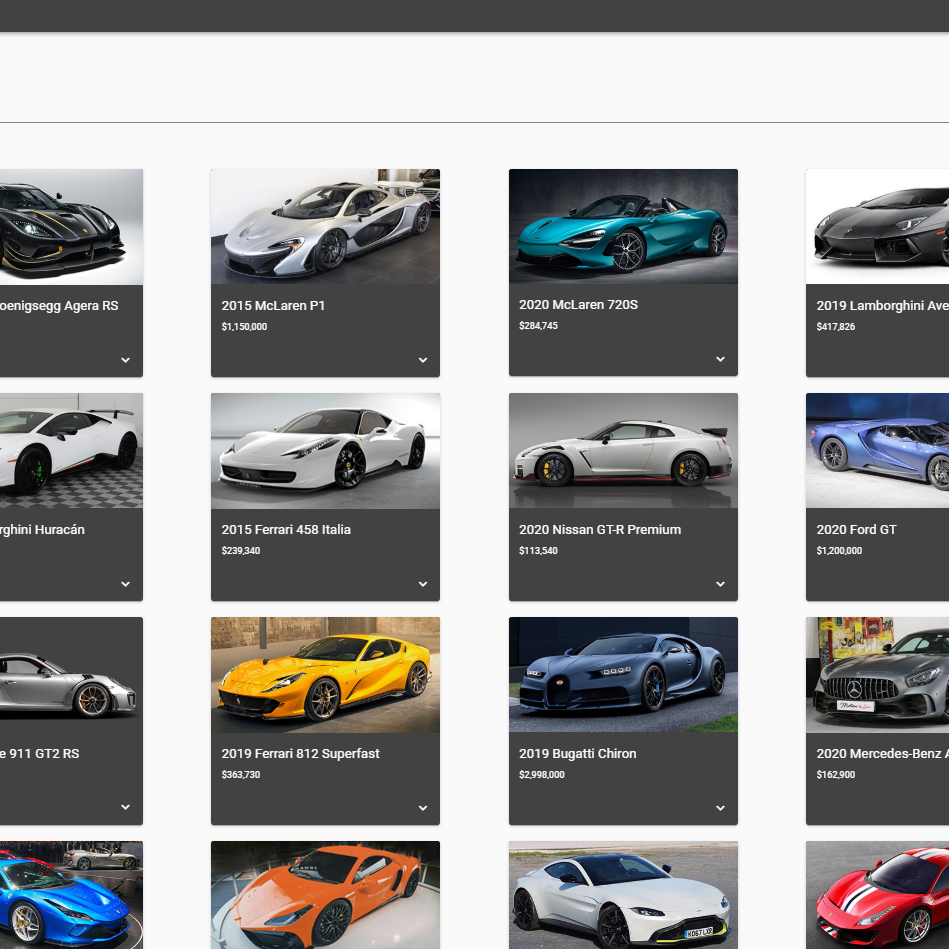 oenigsegg Agera RS
2015 McLaren P1
$1,150,000
2020 McLaren 720S
$284,745
2019 Lamborghini Ave
$417,826
rghini Huracán
2015 Ferrari 458 Italia
$239,340
2020 Nissan GT-R Premium
$113,540
2020 Ford GT
$1,200,000
e 911 GT2 RS
2019 Ferrari 812 Superfast
$363,730
2019 Bugatti Chiron
$2,998,000
2020 Mercedes-Benz A
$162,900
KO67 LXP